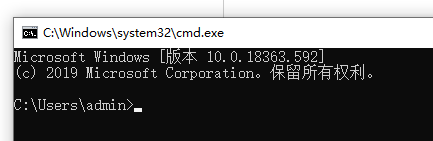 C:\Windows\system32\cmd.exe
Microsoft Windows [版本 10.0.18363.592]
(c) 2019 Microsoft Corporation。保留所有权利。
C:\Users\admin>